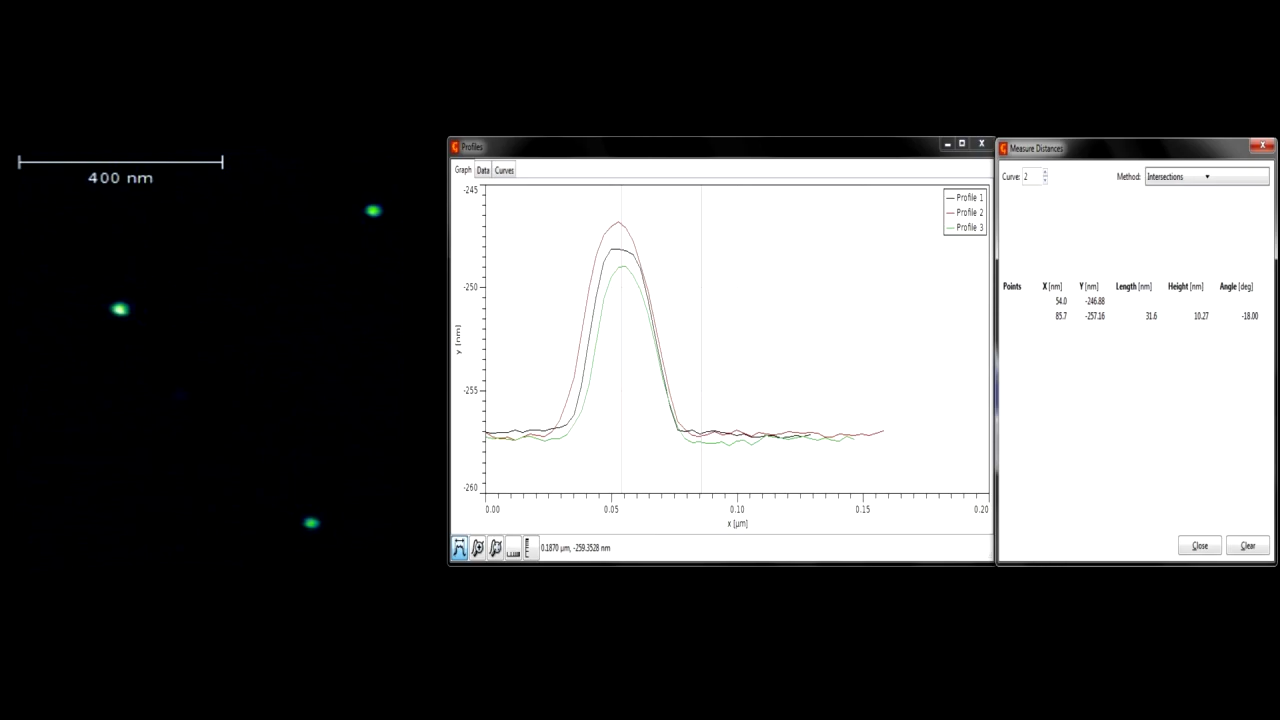 400 nm
Profiles
Graph Data Curves
-245
-250
-255
-260
y [nm]
0.00 0.05 0.10 0.15 0.20
x [µm]
Profile 1
Profile 2
Profile 3
0.1870 µm, -259.3528 nm
Measure Distances
Curve: 2 Method: Intersections
Points X [nm] Y [nm] Length [nm] Height [nm] Angle [deg]
54.0 -246.88
85.7 -257.16 31.6 10.27 -18.00
Close Clear